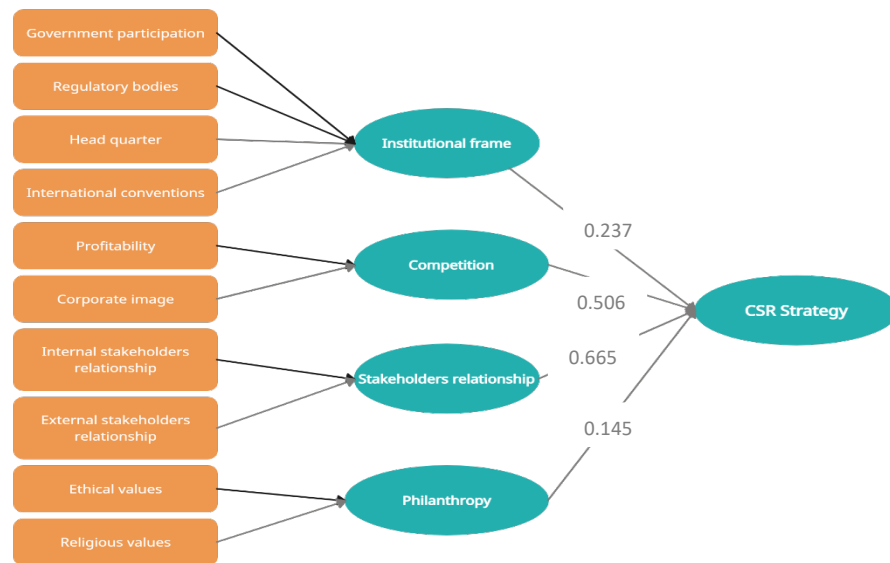 Government participation
Regulatory bodies
Head quarter
International conventions
Profitability
Corporate image
Internal stakeholders
relationship
External stakeholders
relationship
Ethical values
Religious values
Institutional frame
Competition
Stakeholders relationship
Philanthropy
0.237
0.506
0.665
0.145
CSR Strategy